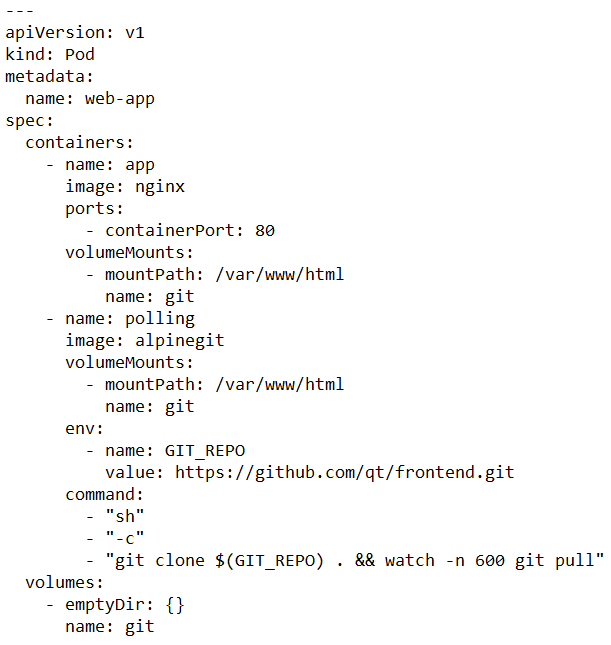 ---
apiVersion: v1
kind: Pod
metadata:
  name: web-app
spec:
  containers:
    - name: app
      image: nginx
      ports:
        - containerPort: 80
      volumeMounts:
        - mountPath: /var/www/html
          name: git
    - name: polling
      image: alpinegit
      volumeMounts:
        - mountPath: /var/www/html
          name: git
      env:
        - name: GIT_REPO
          value: https://github.com/qt/frontend.git
      command:
        - "sh"
        - "-c"
        - "git clone $(GIT_REPO) . && watch -n 600 git pull"
  volumes:
    - emptyDir: {}
      name: git